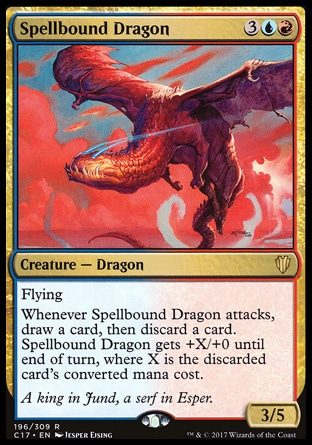 Spellbound Dragon 3
Creature — Dragon
Flying
Whenever Spellbound Dragon attacks,
draw a card, then discard a card.
Spellbound Dragon gets +X/+0 until
end of turn, where X is the discarded
card's converted mana cost.
A king in Jund, a serf in Esper.
3/5
196/309 R
C17 • EN Jesper Ejsing
™ & © 2017 Wizards of the Coast